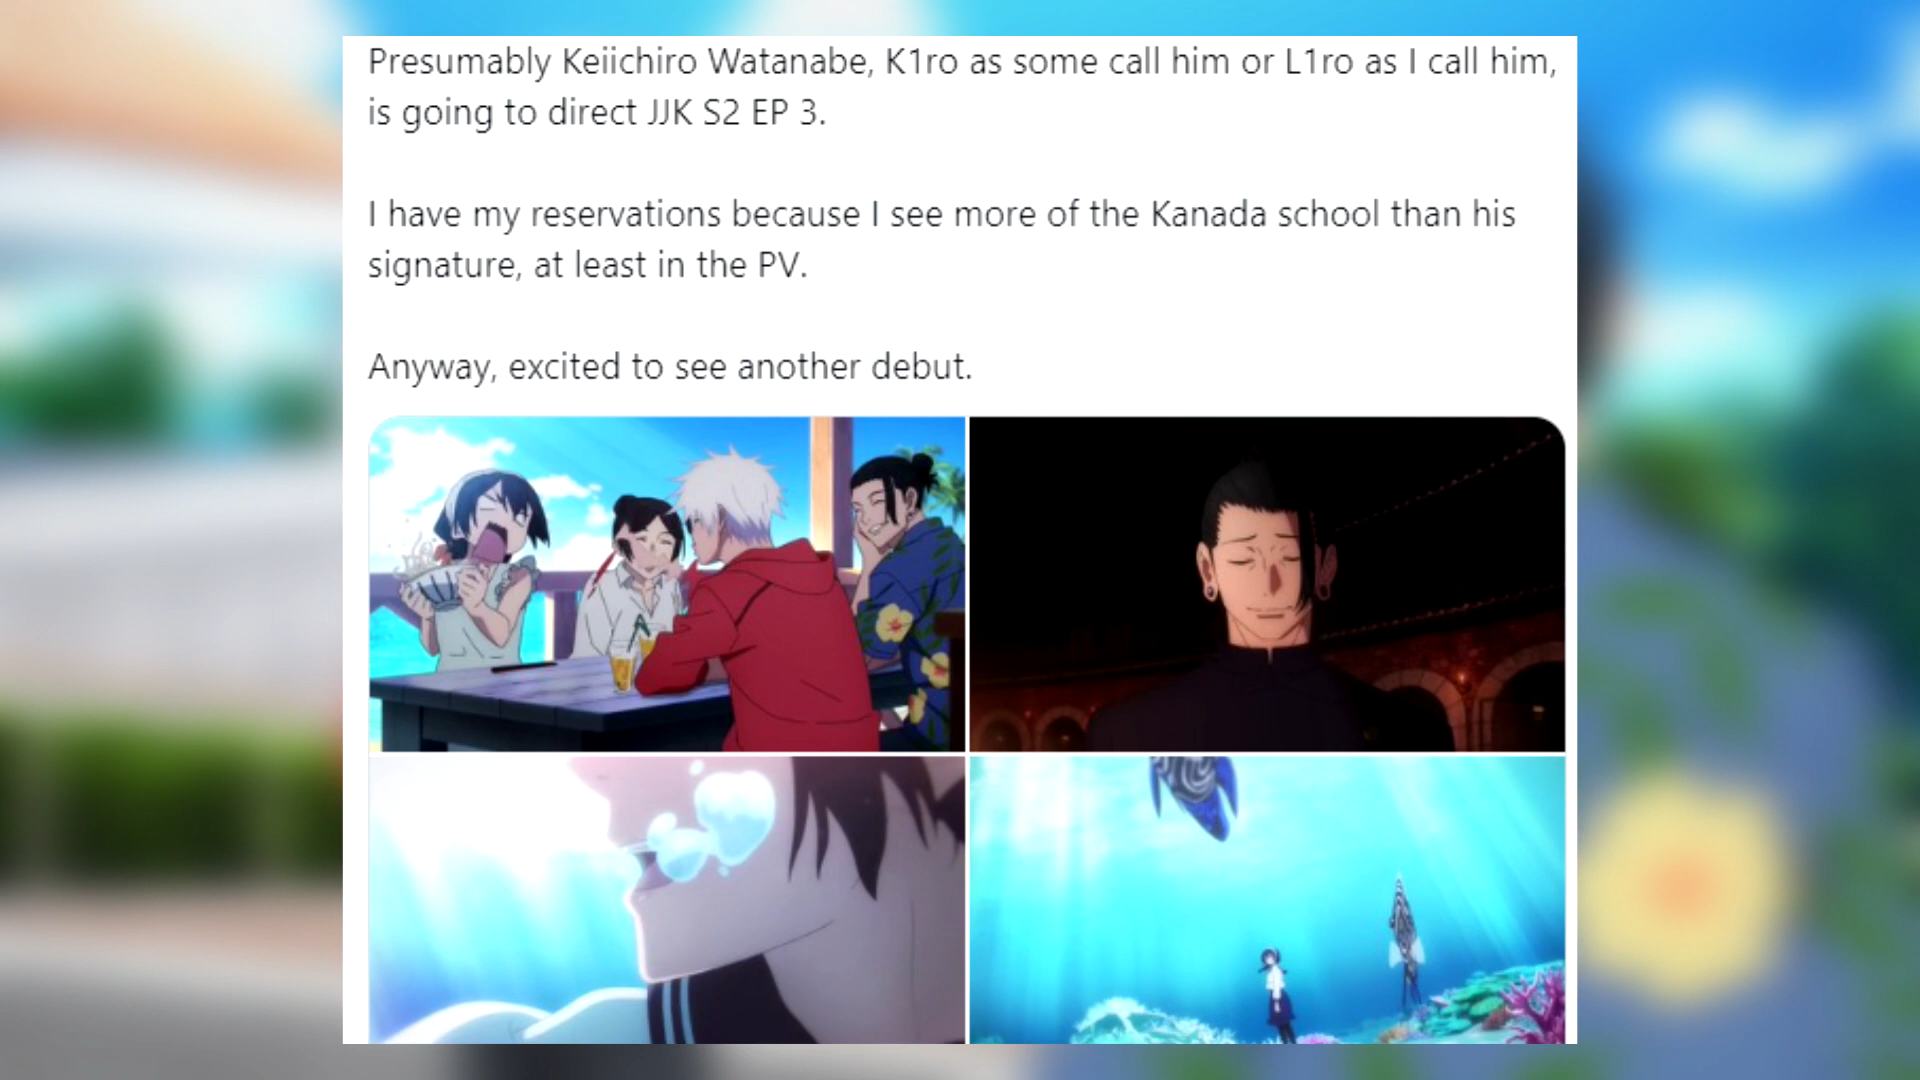 Presumably Keiichiro Watanabe, K1ro as some call him or L1ro as I call him,
is going to direct JJK S2 EP 3.
I have my reservations because I see more of the Kanada school than his
signature, at least in the PV.
Anyway, excited to see another debut.